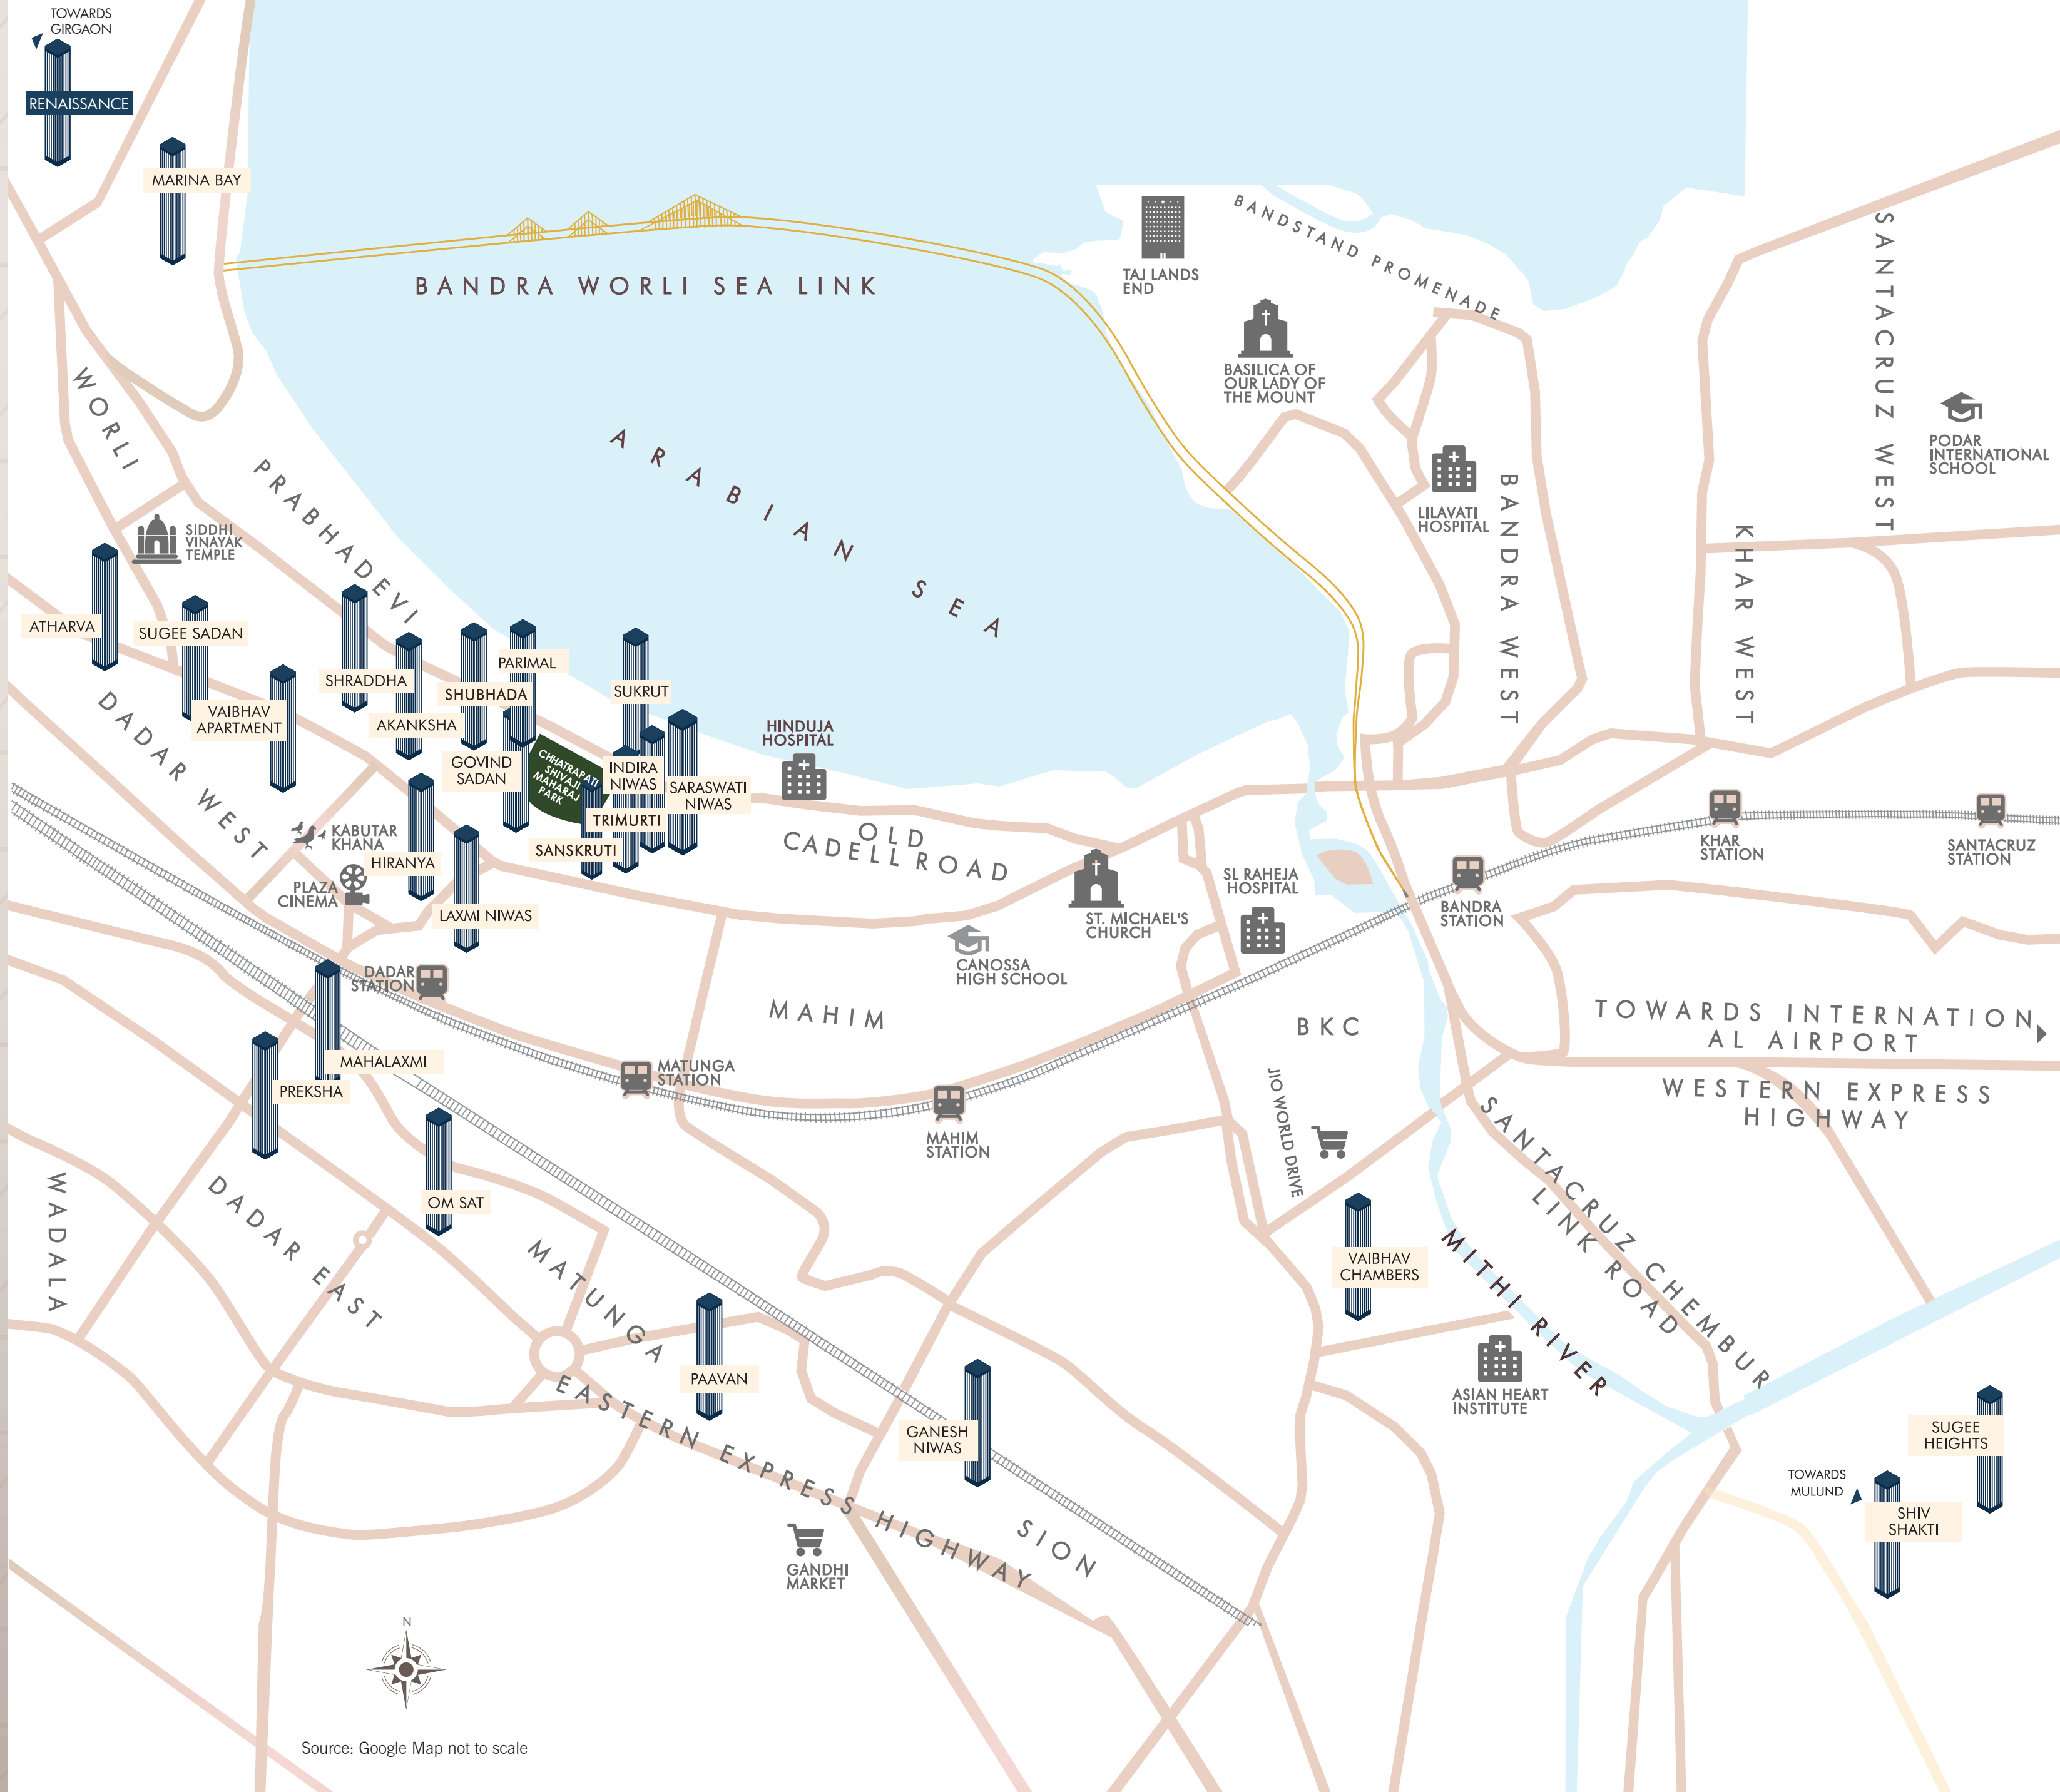 TOWARDS
GIRGAON
RENAISSANCE
MARINA BAY
BANDRA WORLI SEA LINK
TAJ LANDS
END
BANDSTAND PROMENADE
BASILICA OF
OUR LADY OF
THE MOUNT
SANTACRUZ WEST
PODAR
INTERNATIONAL
SCHOOL
WORLI
PRABHADEVI
ARABIAN SEA
LILAVATI
HOSPITAL
BANDRA WEST
KHAR WEST
SIDDHI
VINAYAK
TEMPLE
ATHARVA
SUGEE SADAN
VAIBHAV
APARTMENT
SHRADDHA
AKANKSHA
SHUBHADA
PARIMAL
SUKRUT
GOVIND
SADAN
CHHATRAPATI
SHIVAJI
MAHARAJ
PARK
INDIRA
NIWAS
SARASWATI
NIWAS
TRIMURTI
SANSKRUTI
HINDUJA
HOSPITAL
DADAR WEST
KABUTAR
KHANA
HIRANYA
PLAZA
CINEMA
LAXMI NIWAS
OLD
CADELL ROAD
ST. MICHAEL'S
CHURCH
SL RAHEJA
HOSPITAL
BANDRA
STATION
KHAR
STATION
SANTACRUZ
STATION
CANOSSA
HIGH SCHOOL
DADAR
STATION
MAHIM
BKC
TOWARDS INTERNATION
AL AIRPORT
WESTERN EXPRESS
HIGHWAY
MAHALAXMI
PREKSHA
MATUNGA
STATION
MAHIM
STATION
JIO WORLD DRIVE
SANTACRUZ CHEMBUR
LINK ROAD
WADALA
DADAR EAST
OM SAT
MATUNGA
VAIBHAV
CHAMBERS
MITHI RIVER
PAAVAN
EASTERN EXPRESS HIGHWAY
GANESH
NIWAS
ASIAN HEART
INSTITUTE
SUGEE
HEIGHTS
TOWARDS
MULUND
SHIV
SHAKTI
SION
GANDHI
MARKET
N
Source: Google Map not to scale